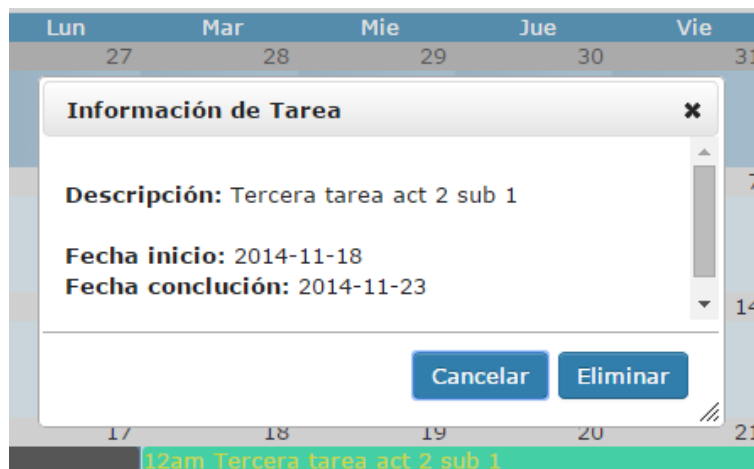 Lun Mar Mie Jue Vie
27 28 29 30 31
Información de Tarea
7
Descripción: Tercera tarea act 2 sub 1
Fecha inicio: 2014-11-18
Fecha conclución: 2014-11-23
14
Cancelar Eliminar
17 18 19 20 21
12am Tercera tarea act 2 sub 1